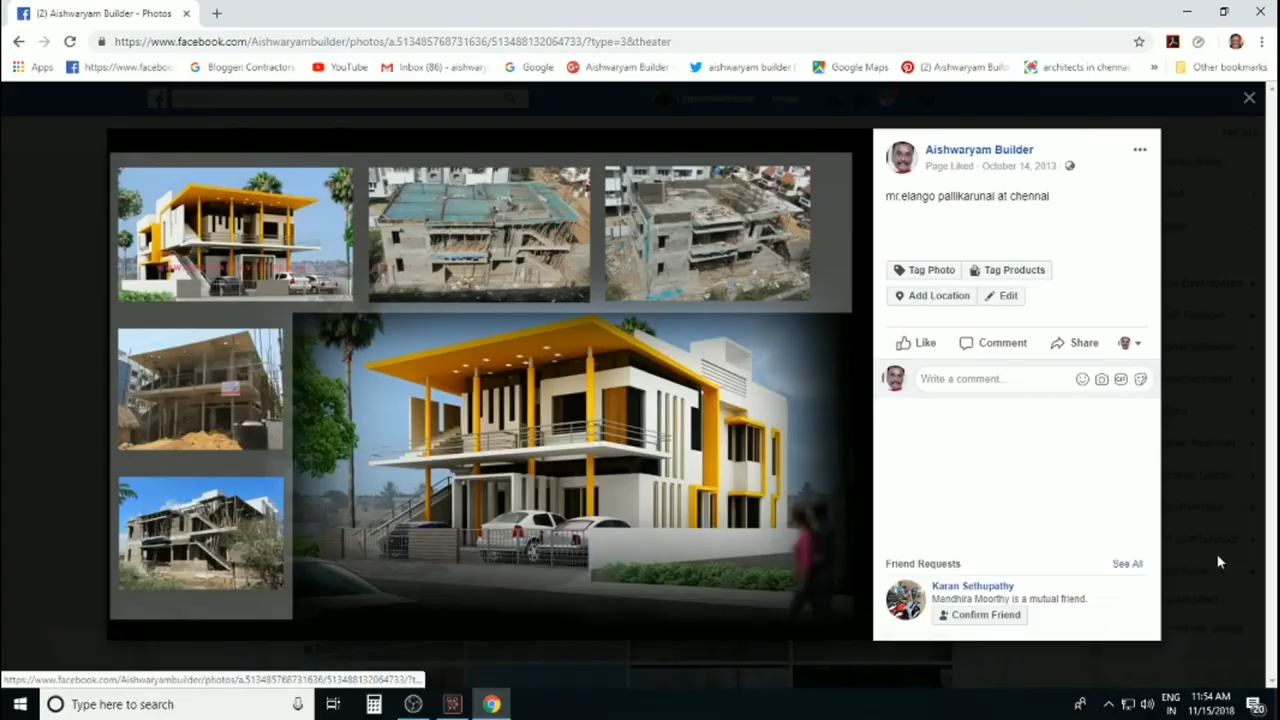 (2) Aishwaryam Builder - Photos
https://www.facebook.com/Aishwaryambuilder/photos/a.513485768731636/513488132064733/?type=3&theater
Apps https://www.faceboo Blogger: Contractors YouTube Inbox (86) - aishwary Google Aishwaryam Builder - aishwaryam builder ( Google Maps (2) Aishwaryam Build architects in chennai » Other bookmarks
Aishwaryam Builder
Page Liked · October 14, 2013 ·
mr.elango pallikarunai at chennai
Tag Photo Tag Products
Add Location Edit
Like Comment Share
Write a comment...
GIF
Friend Requests See All
Karan Sethupathy
Mandhira Moorthy is a mutual friend.
Confirm Friend
https://www.facebook.com/Aishwaryambuilder/photos/a.513485768731636/513488132064733/?t...
Type here to search
ENG
IN
11:54 AM
11/15/2018
20